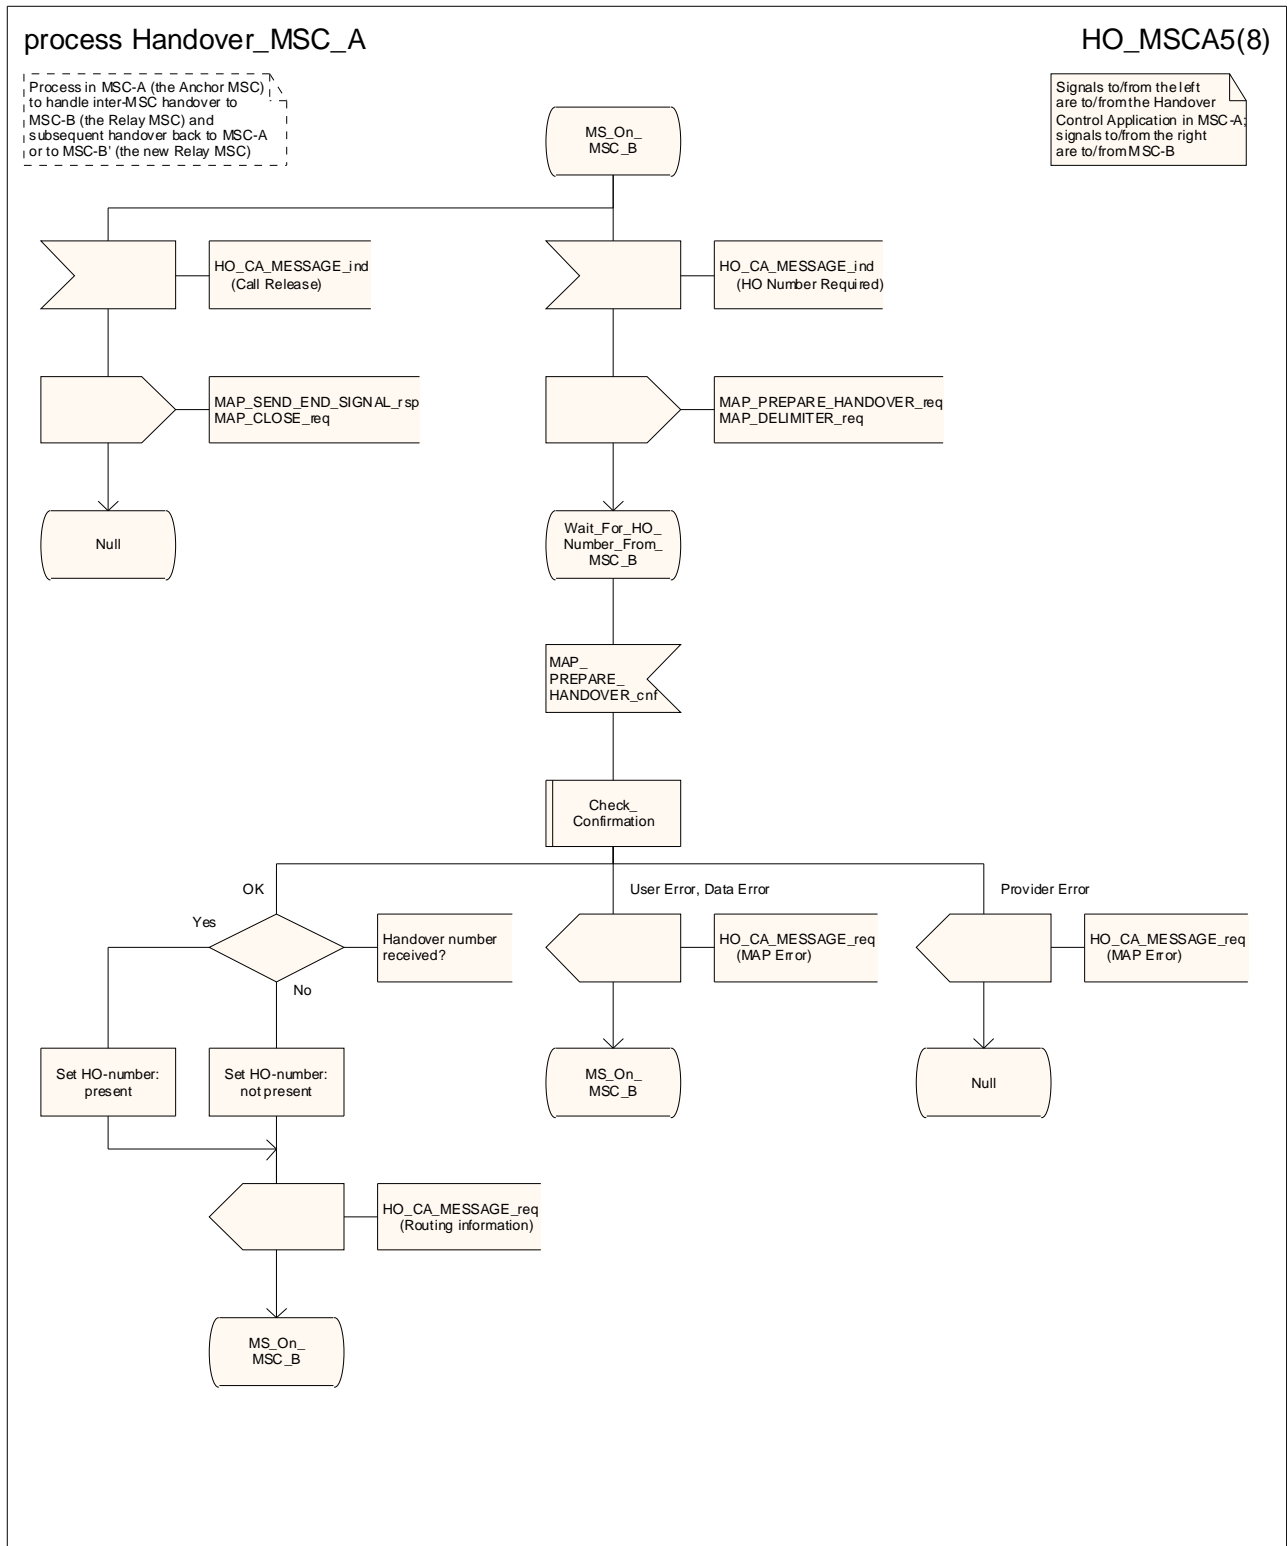 process Handover_MSC_A
HO_MSCA5(8)
Process in MSC-A (the Anchor MSC)
to handle inter-MSC handover to
MSC-B (the Relay MSC) and
subsequent handover back to MSC-A
or to MSC-B' (the new Relay MSC)
Signals to/from the left
are to/from the Handover
Control Application in MSC-A;
signals to/from the right
are to/from MSC-B
MS_On_
MSC_B
HO_CA_MESSAGE_ind
(Call Release)
HO_CA_MESSAGE_ind
(HO Number Required)
MAP_SEND_END_SIGNAL_rsp
MAP_CLOSE_req
MAP_PREPARE_HANDOVER_req
MAP_DELIMITER_req
Null
Wait_For_HO_
Number_From_
MSC_B
MAP_
PREPARE_
HANDOVER_cnf
Check_
Confirmation
OK
User Error, Data Error
Provider Error
Yes
Handover number
received?
No
HO_CA_MESSAGE_req
(MAP Error)
HO_CA_MESSAGE_req
(MAP Error)
Set HO-number:
present
Set HO-number:
not present
MS_On_
MSC_B
Null
HO_CA_MESSAGE_req
(Routing information)
MS_On_
MSC_B